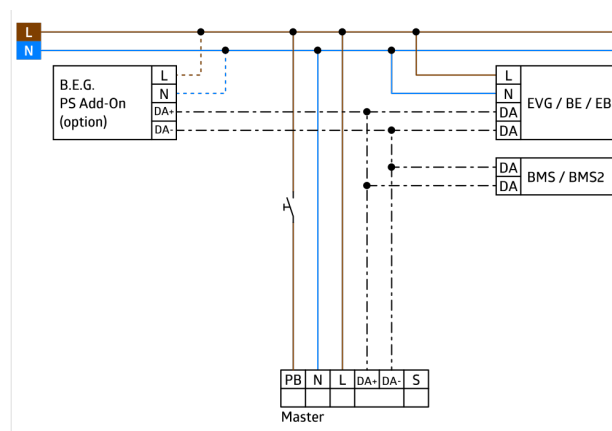 L
N
B.E.G.
PS Add-On
(option)
L
N
DA+
DA-
L
N
DA
DA
EVG / BE / EB
DA
DA
BMS / BMS2
PB N L DA+ DA- S
Master